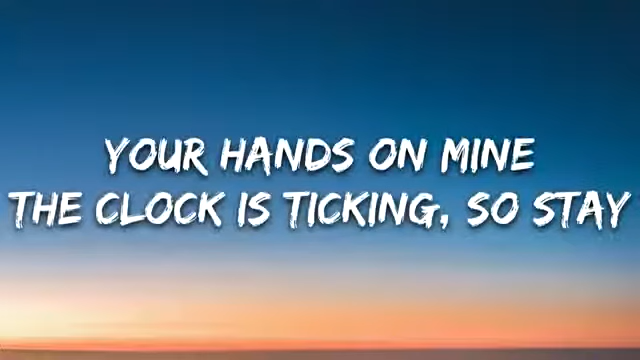 YOUR HANDS ON MINE
THE CLOCK IS TICKING, SO STAY